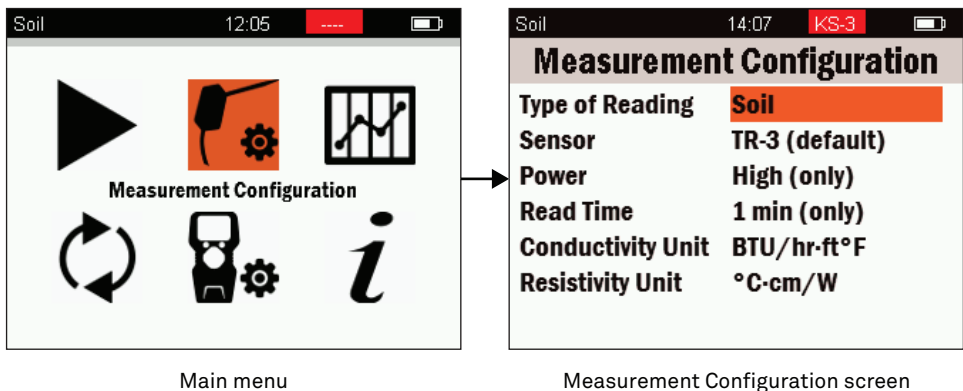 Soil 12:05 ----
Measurement Configuration
Main menu
Soil 14:07 KS-3
Measurement Configuration
Type of Reading Soil
Sensor TR-3 (default)
Power High (only)
Read Time 1 min (only)
Conductivity Unit BTU/hr·ft°F
Resistivity Unit °C·cm/W
Measurement Configuration screen